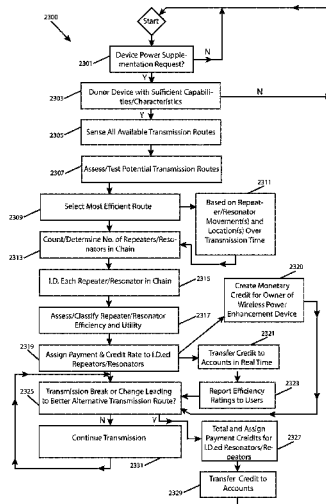 2300
Start
2301
Device Power Supple-
mentation Request?
N
Y
2303
Donor Device with Sufficient Capabili-
ties/Characteristics
N
Y
2305
Sense All Available Transmission Routes
2307
Assess/Test Potential Transmission Routes
2309
Select Most Efficient Route
2311
Based on Repeat-
er/Resonator
Movement(s) and
Location(s) Over
Transmission Time
2313
Count/Determine No. of Repeaters/Reso-
nators in Chain
2315
I.D. Each Repeater/Resonator in Chain
2317
Assess/Classify Repeater/Resonator
Efficiency and Utility
2320
Create Monetary
Credit for Owner of
Wireless Power
Enhancement Device
2319
Assign Payment & Credit Rate to I.D.ed
Repeators/Resonators
2321
Transfer Credit to
Accounts in Real Time
2323
Report Efficiency
Ratings to Users
2325
Transmission Break or Change Leading
to Better Alternative Transmission Route?
N
Y
2327
Total and Assign
Payment Credits for
I.D.ed Resonators/Re-
peators
Continue Transmission
2331
Transfer Credit to
Accounts
2329